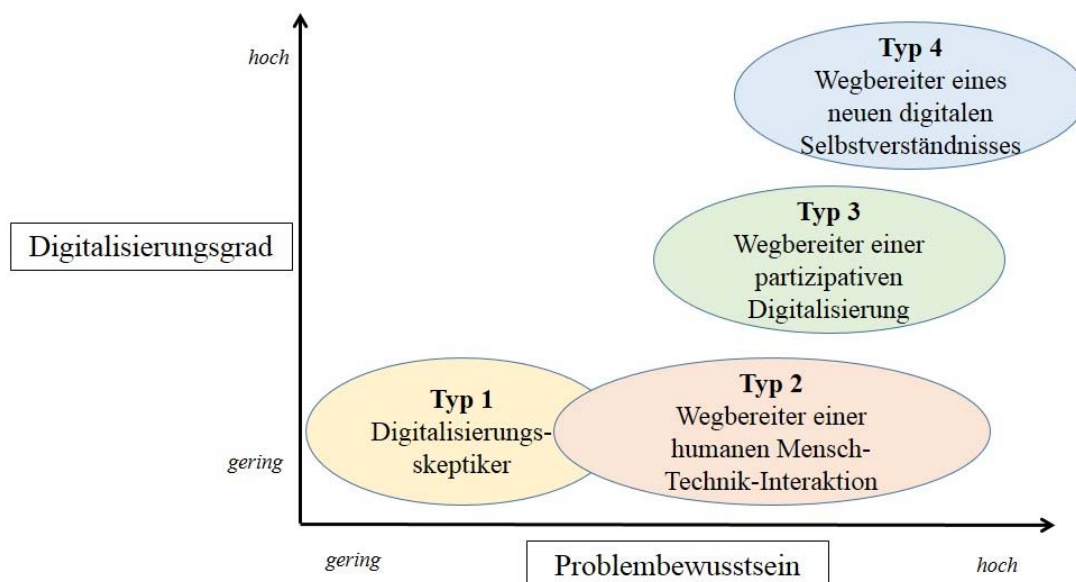 hoch
Typ 4
Wegbereiter eines
neuen digitalen
Selbstverständnisses
Typ 3
Wegbereiter einer
partizipativen
Digitalisierung
Digitalisierungsgrad
Typ 1
Digitalisierungs-
skeptiker
Typ 2
Wegbereiter einer
humanen Mensch-
Technik-Interaktion
gering
gering
Problembewusstsein
hoch